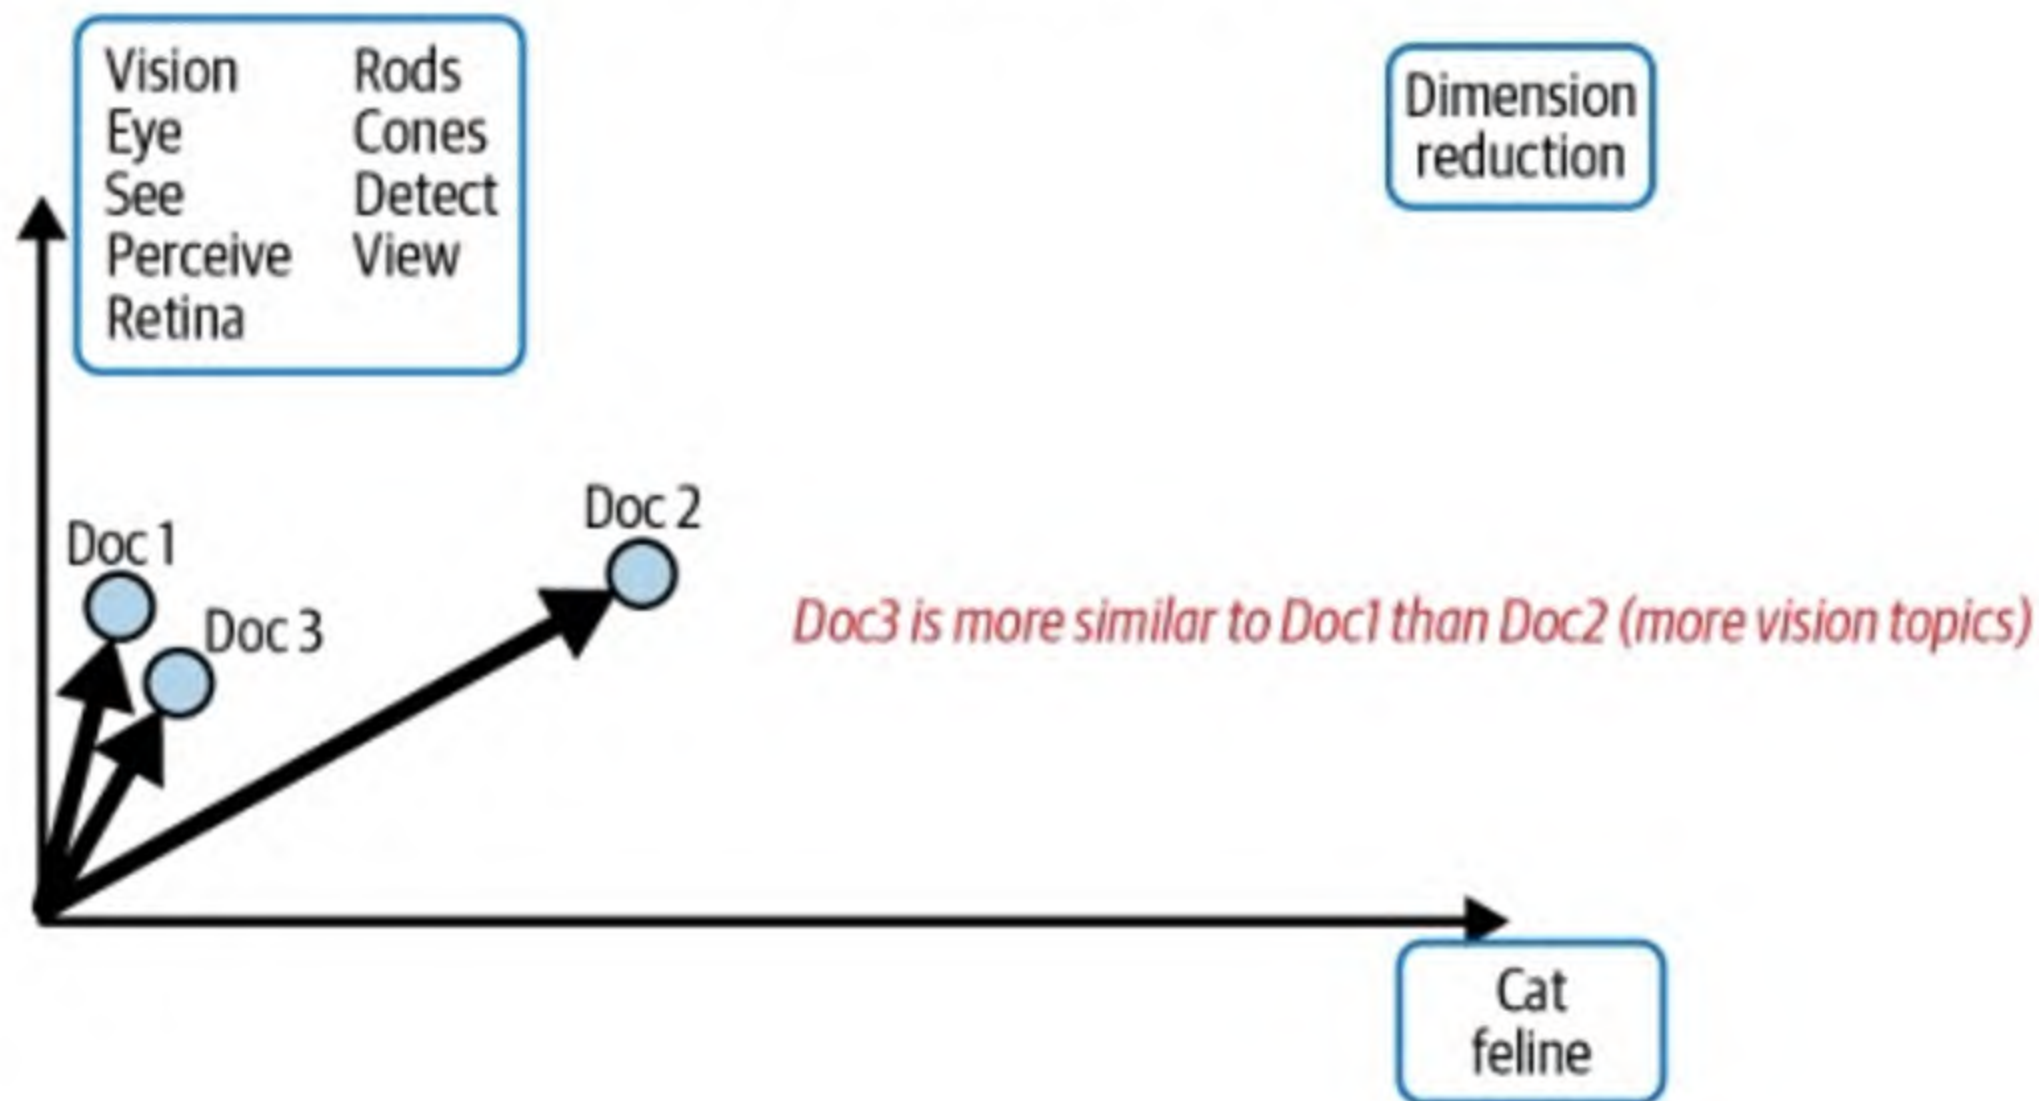 Vision Rods
Eye Cones
See Detect
Perceive View
Retina
Dimension
reduction
Doc 2
Doc 1
Doc 3
Doc3 is more similar to Doc1 than Doc2 (more vision topics)
Cat
feline